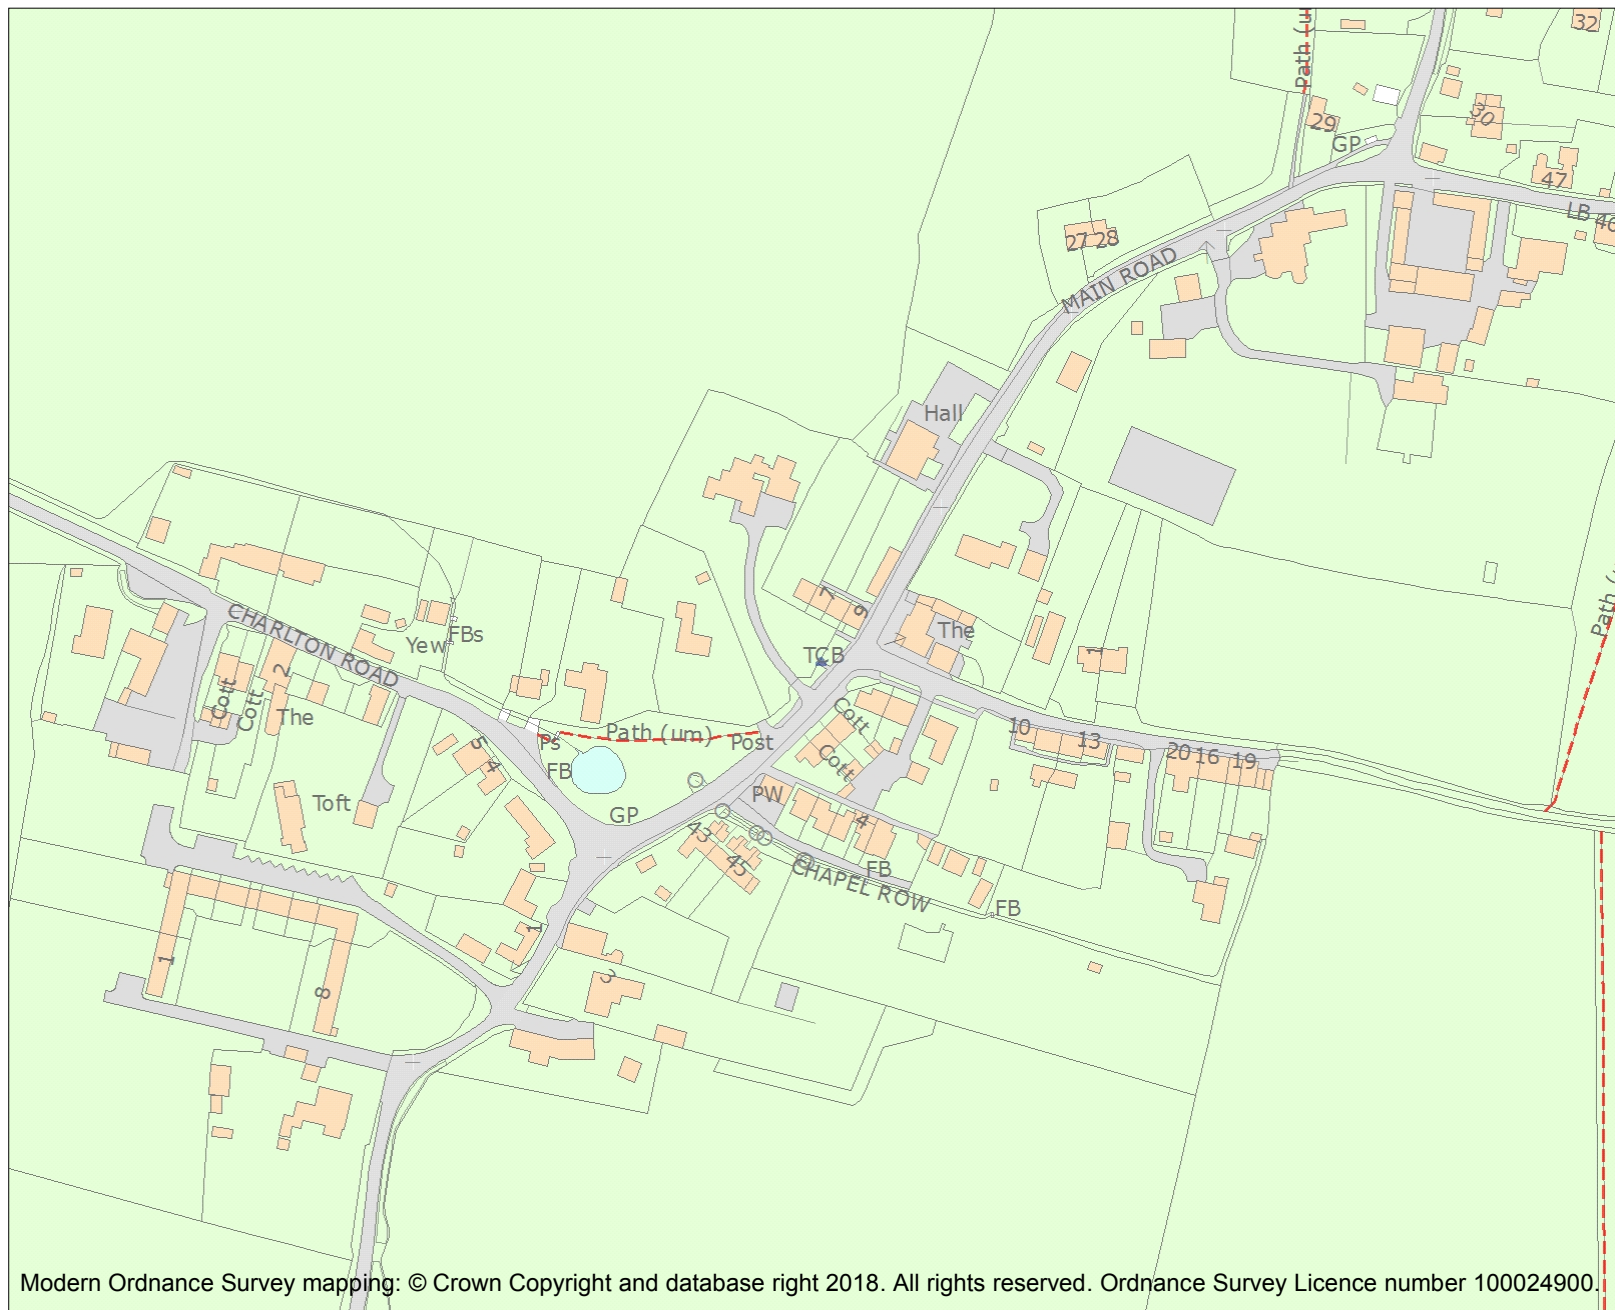 Path (u
32
29
30
GP
47
LB 46
27 28
MAIN ROAD
Hall
Path (
CHARLTON ROAD
Yew
FBs
7
9
The
TCB
1
2
Cott
Cott
The
Cott
Cott
Path (um)
Post
Ps
FB
5
4
10
13
20 16 19
Toft
GP
PW
4
43
45
FB
CHAPEL ROW
FB
1
1
8
3
Modern Ordnance Survey mapping: © Crown Copyright and database right 2018. All rights reserved. Ordnance Survey Licence number 100024900.